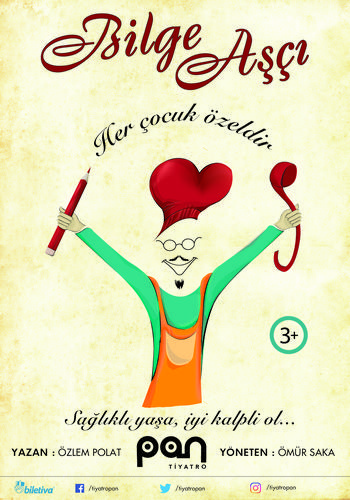 Bilge Aşçı
Her çocuk özeldir
3+
Sağlıklı yaşa, iyi kalpli ol...
YAZAN : ÖZLEM POLAT
pan
TİYATRO
YÖNETEN : ÖMÜR SAKA
biletiva
/tiyatropan
/tiyatropan
/tiyatropan